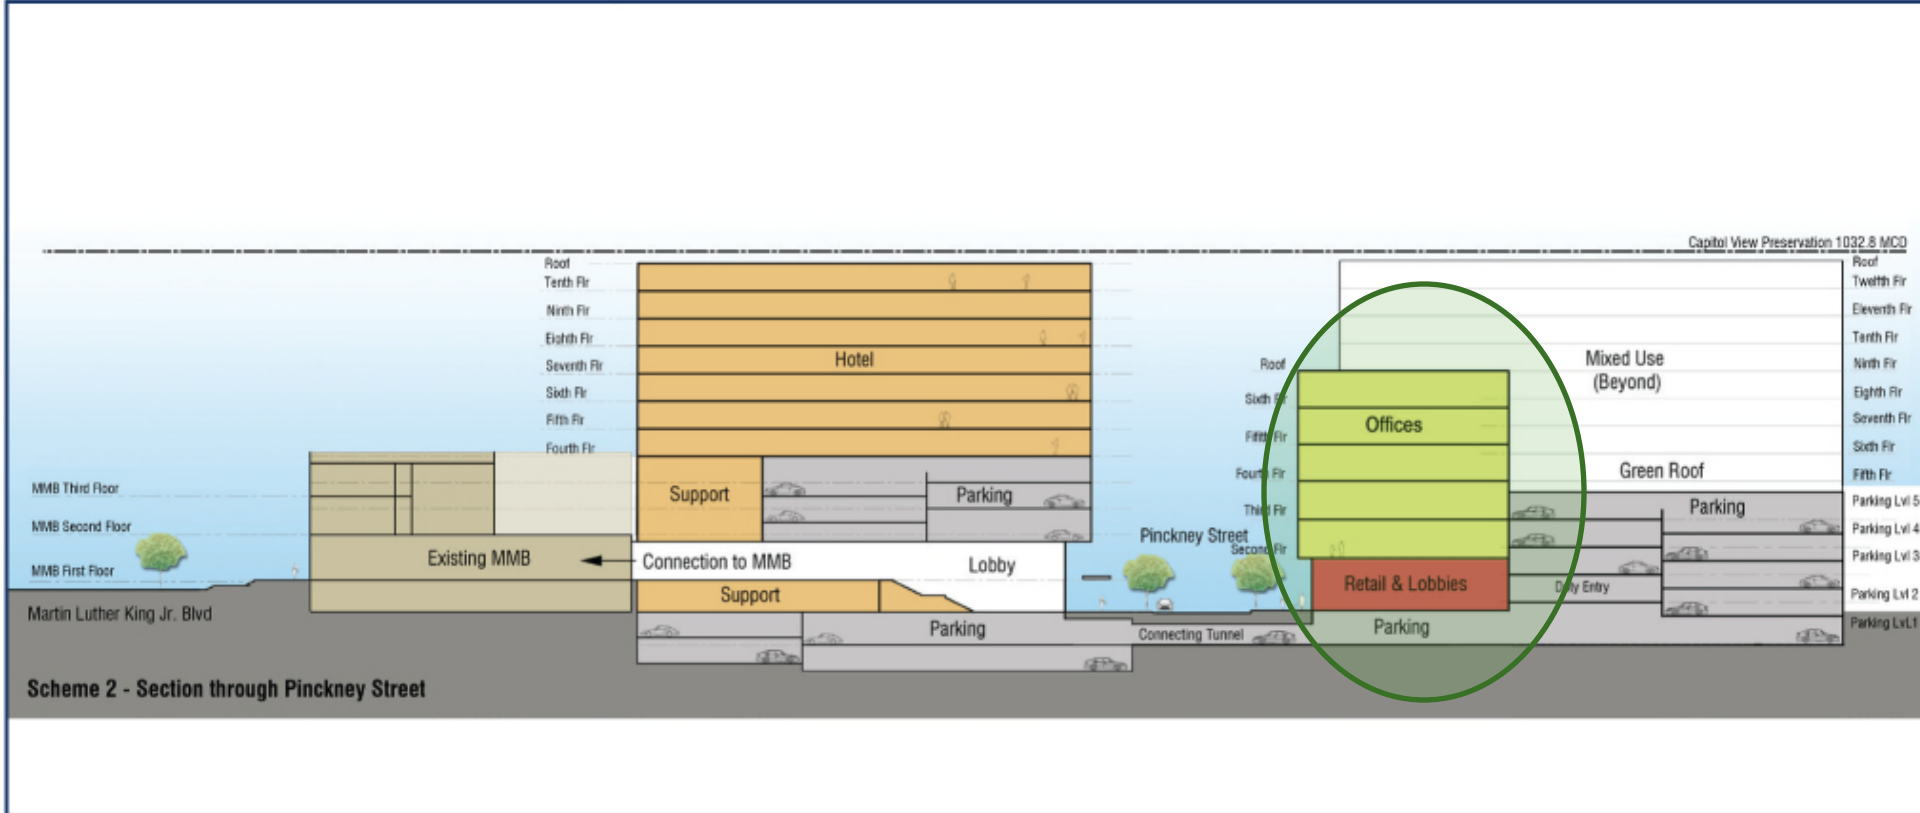 Capitol View Preservation 1032.8 MCD
Roof
Tenth Flr
Ninth Flr
Eighth Flr
Seventh Flr
Sixth Flr
Fifth Flr
Fourth Flr
Hotel
Support
Parking
MMB Third Floor
MMB Second Floor
MMB First Floor
Existing MMB
Connection to MMB
Lobby
Support
Parking
Martin Luther King Jr. Blvd
Pinckney Street
Connecting Tunnel
Roof
Sixth Flr
Fifth Flr
Fourth Flr
Third Flr
Second Flr
Offices
Retail & Lobbies
Parking
Mixed Use
(Beyond)
Green Roof
Parking
Entry
Roof
Twelfth Flr
Eleventh Flr
Tenth Flr
Ninth Flr
Eighth Flr
Seventh Flr
Sixth Flr
Fifth Flr
Parking Lvl 5
Parking Lvl 4
Parking Lvl 3
Parking Lvl 2
Parking LvL1
Scheme 2 - Section through Pinckney Street